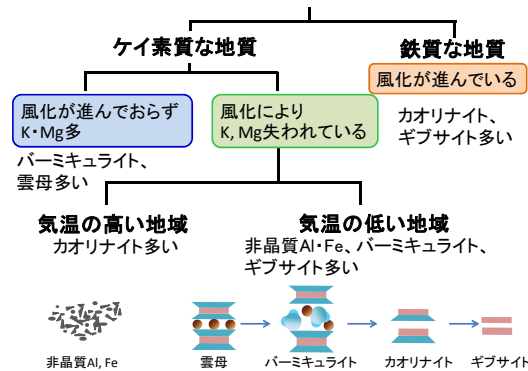 ケイ素質な地質
鉄質な地質
風化が進んでおらず
K・Mg多
バーミキュライト、
雲母多い
風化により
K, Mg失われている
風化が進んでいる
カオリナイト、
ギブサイト多い
気温の高い地域
カオリナイト多い
気温の低い地域
非晶質Al・Fe、バーミキュライト、
ギブサイト多い
非晶質Al, Fe
雲母
バーミキュライト
カオリナイト
ギブサイト